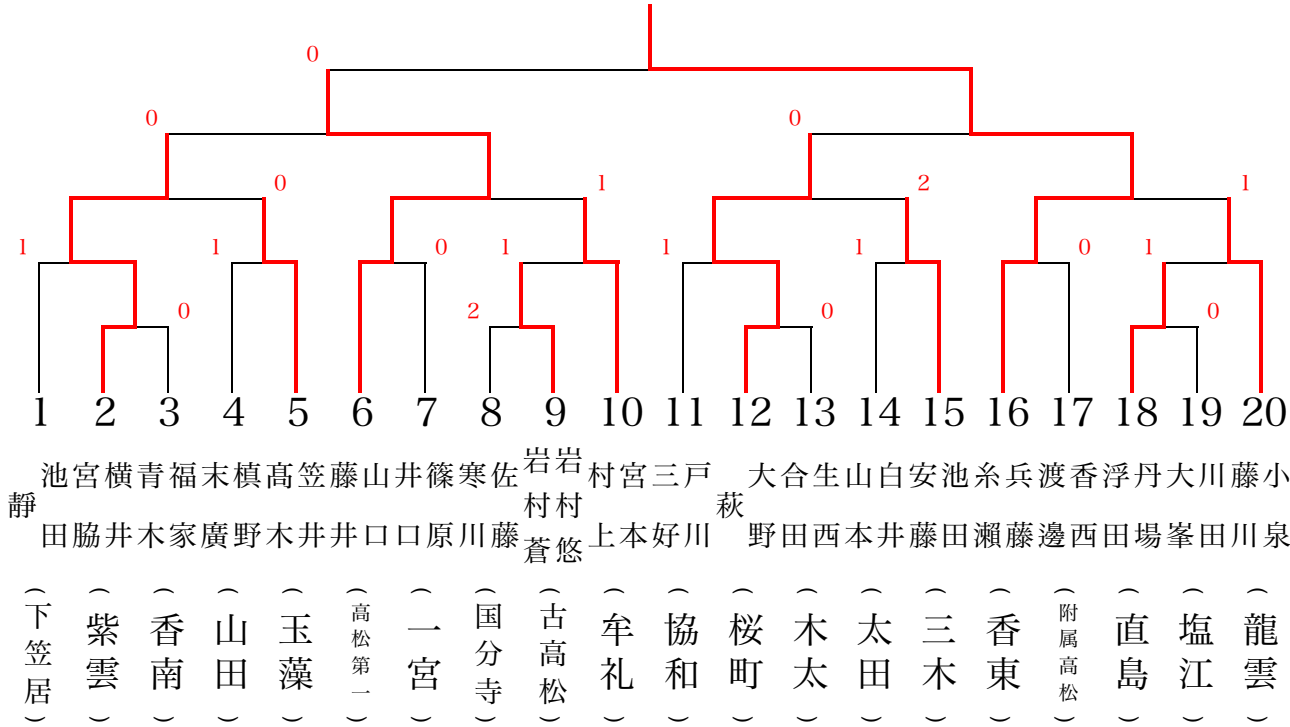 0
0 0
0 1 2 1
1 1 0 1 1 1 0 1
0 2 0 0
1 2 3 4 5 6 7 8 9 10 11 12 13 14 15 16 17 18 19 20
靜
池田
宮脇
横井
青木
福家
末廣
槙野
髙木
笠井
藤井
山口
井口
篠原
寒川
佐藤
岩村蒼
岩村悠
村上
宮本
三好
戸川
萩
大野
合田
生西
山本
白井
安藤
池田
糸瀨
兵藤
渡邊
香西
浮田
丹場
大峯
川田
藤川
小泉
(下笠居)
(紫雲)
(香南)
(山田)
(玉藻)
(高松第一)
(一宮)
(国分寺)
(古高松)
(牟礼)
(協和)
(桜町)
(木太)
(太田)
(三木)
(香東)
(附属高松)
(直島)
(塩江)
(龍雲)